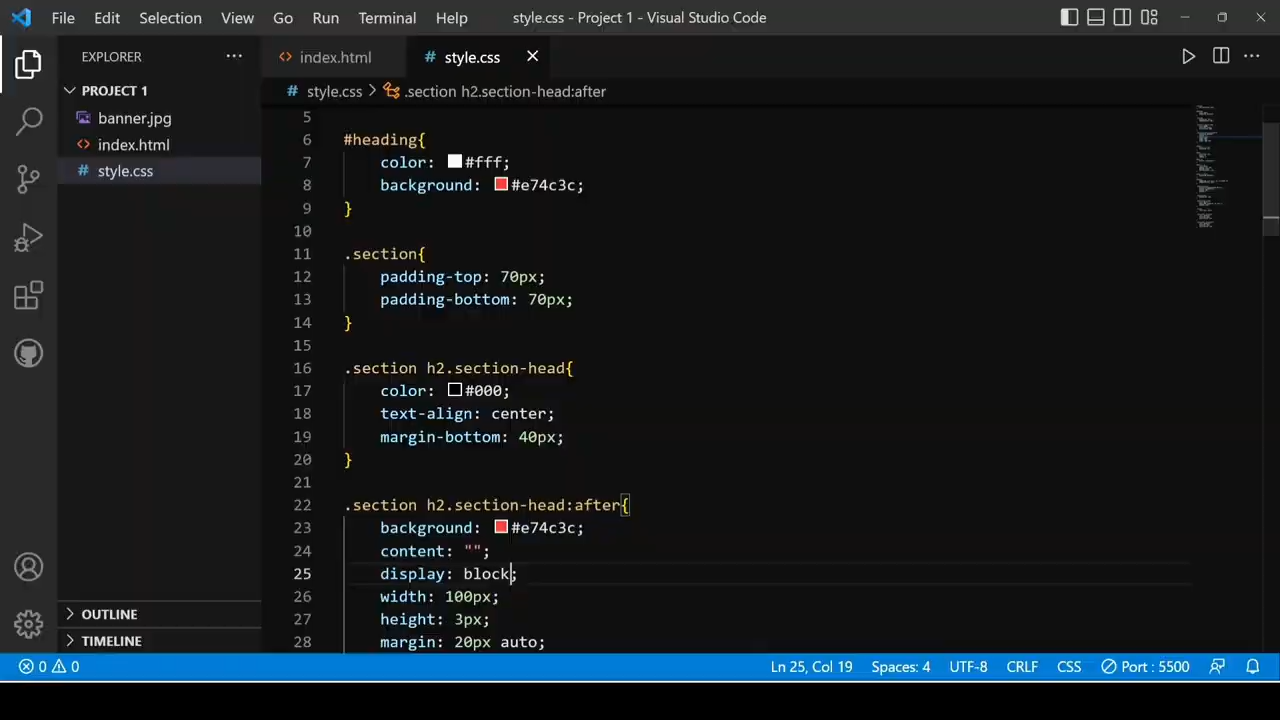 File Edit Selection View Go Run Terminal Help style.css - Project 1 - Visual Studio Code
EXPLORER
PROJECT 1
banner.jpg
index.html
style.css
OUTLINE
TIMELINE
index.html style.css
# style.css > .section h2.section-head:after
5
6 #heading{
7 color: #fff;
8 background: #e74c3c;
9 }
10
11 .section{
12 padding-top: 70px;
13 padding-bottom: 70px;
14 }
15
16 .section h2.section-head{
17 color: #000;
18 text-align: center;
19 margin-bottom: 40px;
20 }
21
22 .section h2.section-head:after{
23 background: #e74c3c;
24 content: "";
25 display: block;
26 width: 100px;
27 height: 3px;
28 margin: 20px auto;
0 0 Ln 25, Col 19 Spaces: 4 UTF-8 CRLF CSS Port : 5500